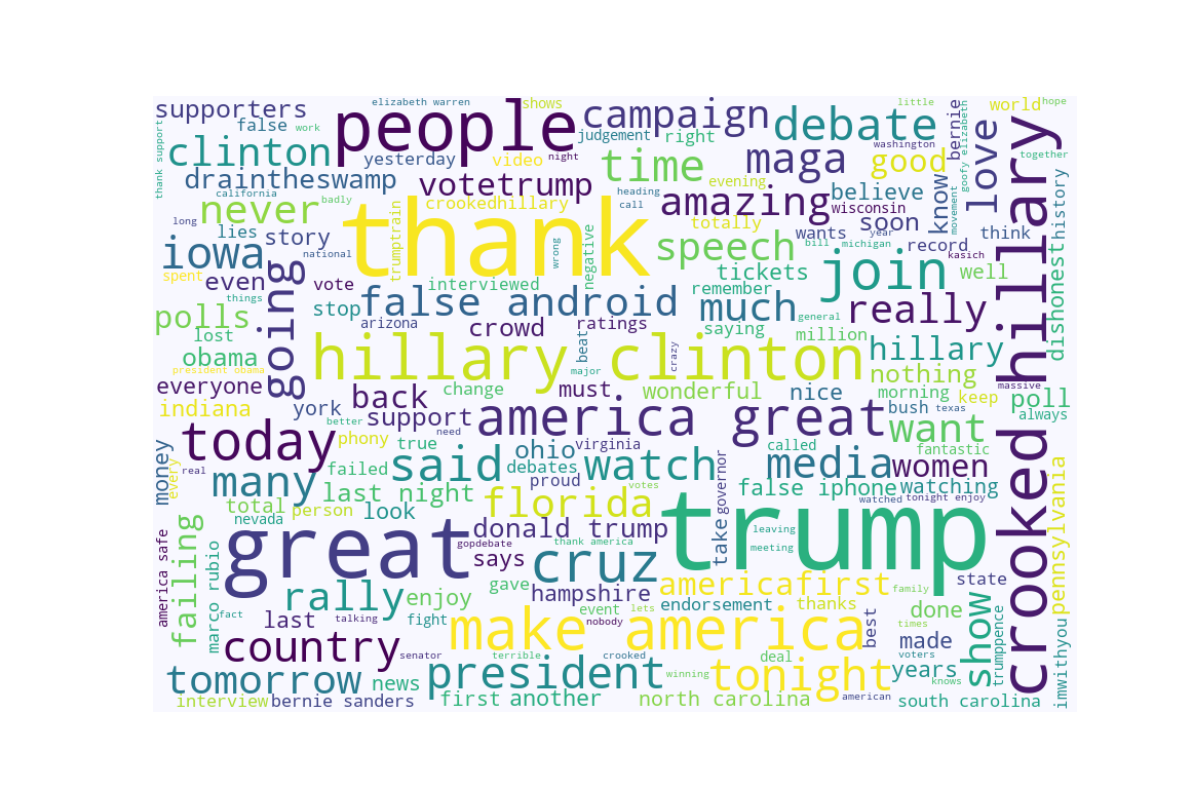 elizabeth warren
shows
little
world
hope
supporters
people
campaign
debate
false
work
judgement
right
washington
clinton
yesterday
video
night
time
maga
good
bernie
goofy elizabeth
together
thank support
draintheswamp
votetrump
heading
evening
believe
know
love
california
badly
crookedhillary
call
amazing
wisconsin
soon
movement
history
never
long
lies
story
trumptrain
thank
wrong
negative
totally
wants
bill
year
think
iowa
national
speech
michigan
record
kasich
spent
even
vote
interviewed
tickets
join
well
things
going
stop
false android
remember
much
general
really
dishonest
crooked hillary
polls
arizona
crowd
ratings
saying
million
lost
obama
hillary clinton
beat
crazy
hillary
president obama
major
nothing
everyone
change
must
wonderful
nice
morning
keep
massive
poll
indiana
york
back
support
america great
bush
texas
always
better
want
today
phony
true
need
ohio
virginia
called
fantastic
money
every
real
many
failed
said
debates
proud
watch
governor
media
women
total
last night
votes
false iphone
watching
nevada
person
look
florida
watched
tonight enjoy
pennsylvania
america safe
failing
great
donald trump
take
trump
leaving
gopdebate
thank america
meeting
marco rubio
says
cruz
rally
enjoy
gave
hampshire
americafirst
family
state
fact
last
talking
fight
event
lets
endorsement
thanks
best
done
show
trumppence
imwithyou
country
make america
nobody
times
made
voters
senator
terrible
crooked
deal
tomorrow
news
president
winning
tonight
years
knows
interview
bernie sanders
first
another
north carolina
american
south carolina